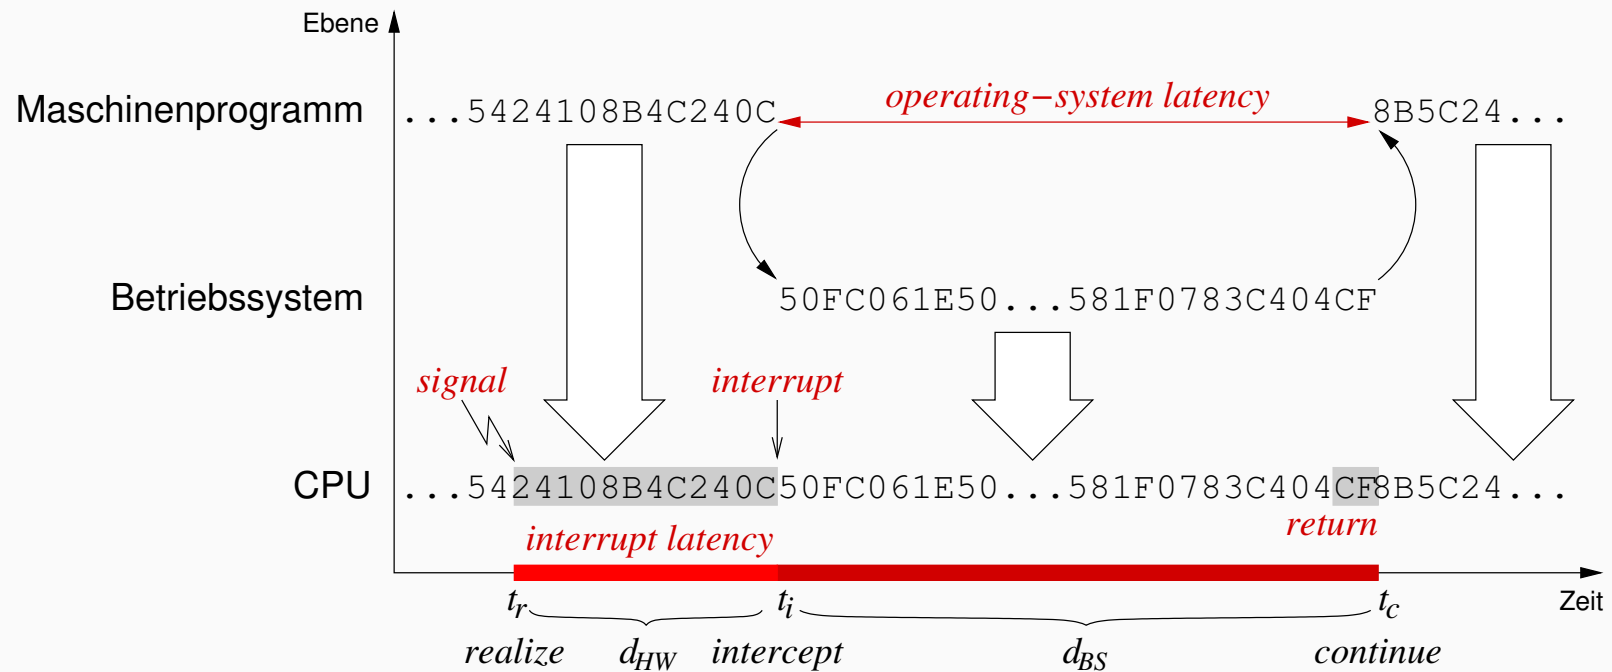 Ebene
Maschinenprogramm ...5424108B4C240C operating-system latency 8B5C24...
Betriebssystem 50FC061E50...581F0783C404CF
signal interrupt
CPU ...5424108B4C240C50FC061E50...581F0783C404CF8B5C24...
interrupt latency return
tr ti tc Zeit
realize dHW intercept dBS continue